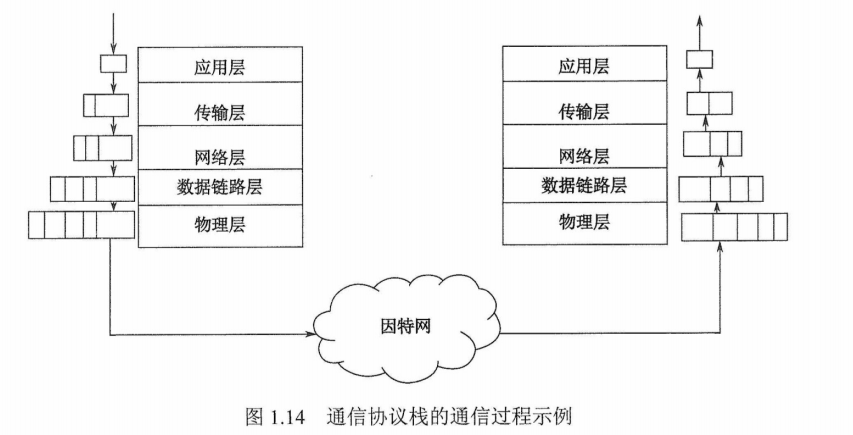 应用层
传输层
网络层
数据链路层
物理层
应用层
传输层
网络层
数据链路层
物理层
因特网
图 1.14 通信协议栈的通信过程示例